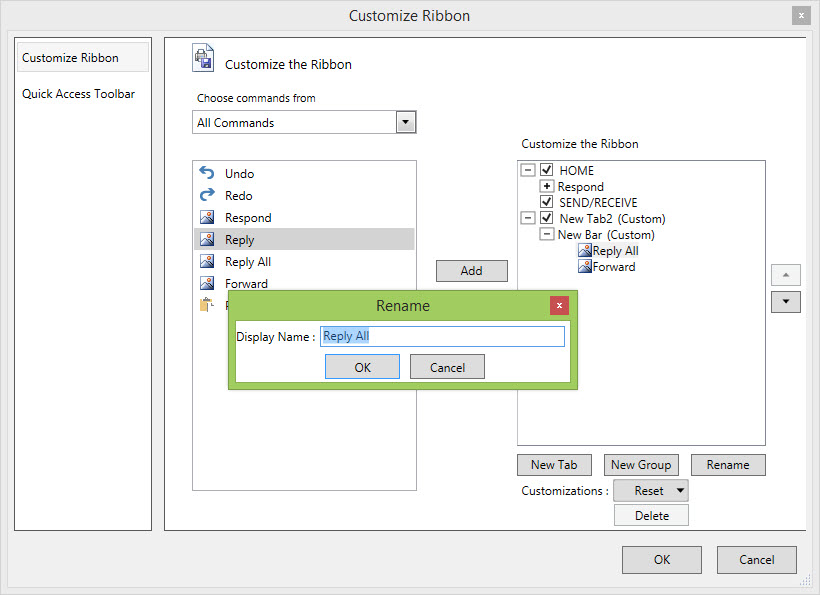 Customize Ribbon
Customize Ribbon
Quick Access Toolbar
Customize the Ribbon
Choose commands from
All Commands
Undo
Redo
Respond
Reply
Reply All
Forward
Add
Customize the Ribbon
HOME
Respond
SEND/RECEIVE
New Tab2 (Custom)
New Bar (Custom)
Reply All
Forward
Rename
Display Name :
Reply All
OK
Cancel
New Tab
New Group
Rename
Customizations :
Reset
Delete
OK
Cancel